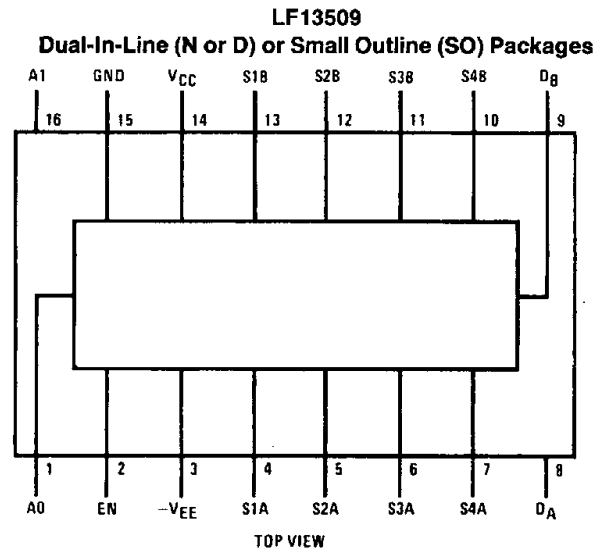 LF13509
Dual-In-Line (N or D) or Small Outline (SO) Packages
A1 GND VCC S1B S2B S3B S4B DB
16 15 14 13 12 11 10 9
1 2 3 4 5 6 7 8
A0 EN –VEE S1A S2A S3A S4A DA
TOP VIEW